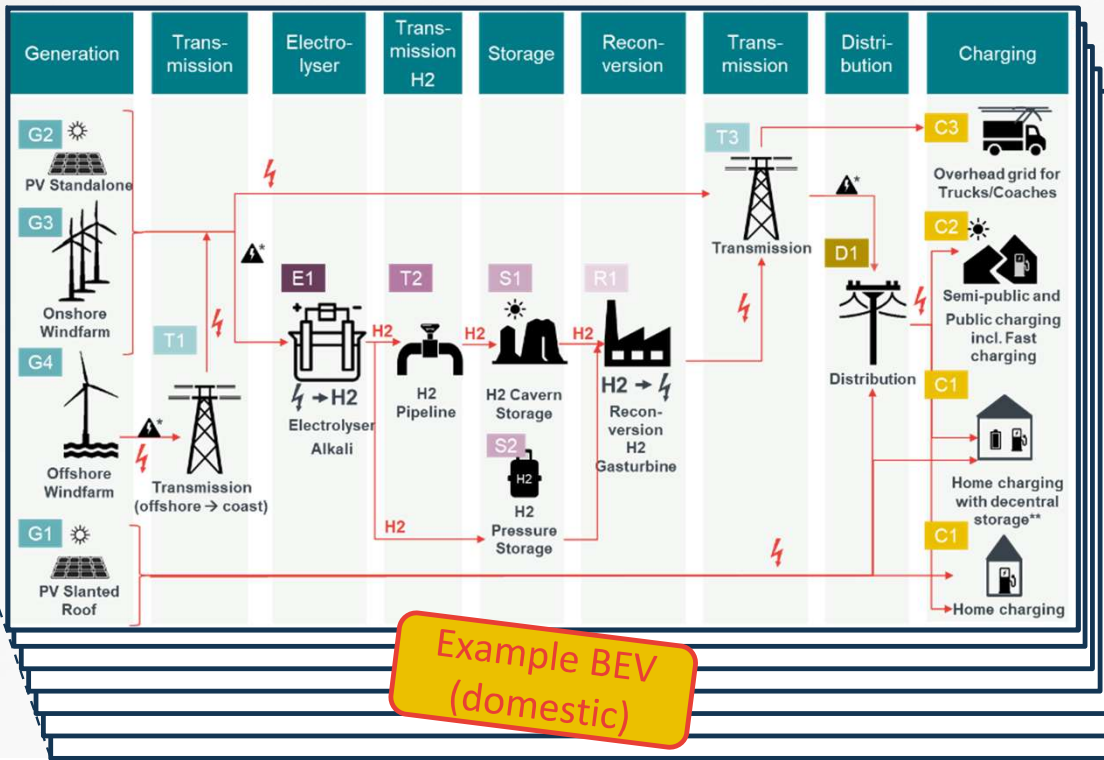 Generation
Trans-
mission
Electro-
lyser
Trans-
mission
H2
Storage
Recon-
version
Trans-
mission
Distri-
bution
Charging
G2
PV Standalone
G3
Onshore
Windfarm
G4
*
Offshore
Windfarm
G1
PV Slanted
Roof
T1
Transmission
(offshore → coast)
*
E1
+ -
→ H2
Electrolyser
Alkali
H2
H2
T2
H2
Pipeline
H2
S1
H2 Cavern
Storage
S2
H2
H2
Pressure
Storage
H2
R1
H2 →
Recon-
version
H2
Gasturbine
T3
Transmission
*
D1
Distribution
C3
Overhead grid for
Trucks/Coaches
C2
Semi-public and
Public charging
incl. Fast
charging
C1
Home charging
with decentral
storage**
C1
Home charging
Example BEV
(domestic)